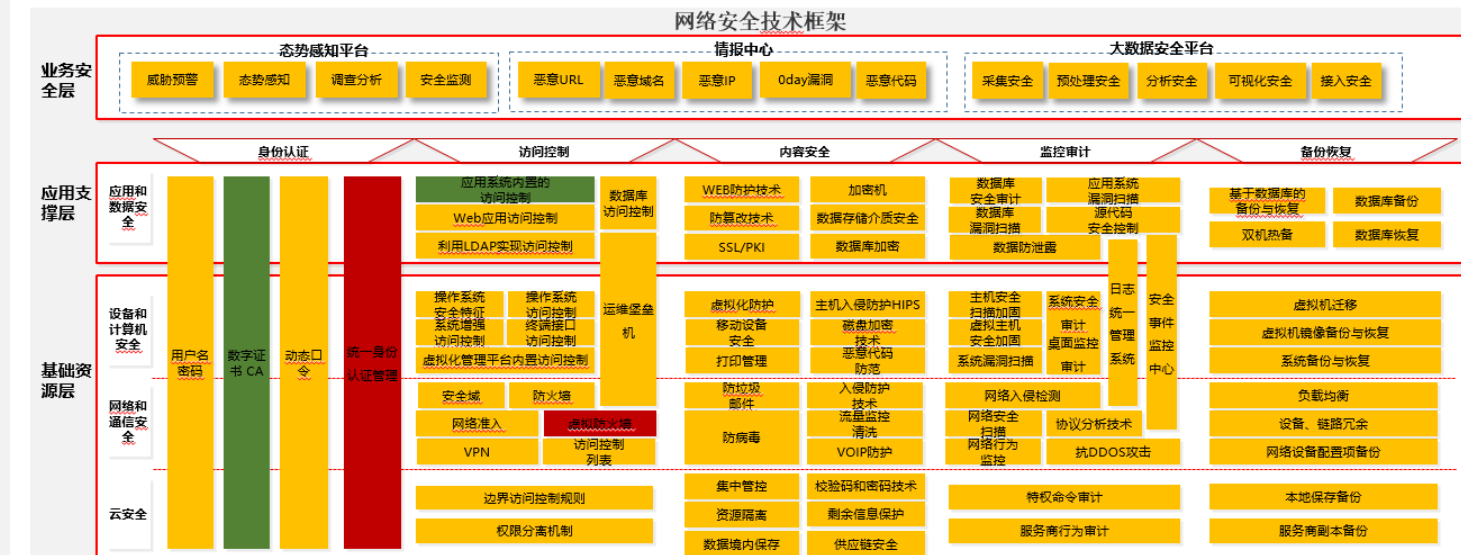 网络安全技术框架
业务安
全层
态势感知平台
威胁预警
态势感知
调查分析
安全监测
情报中心
恶意URL
恶意域名
恶意IP
0day漏洞
恶意代码
大数据安全平台
采集安全
预处理安全
分析安全
可视化安全
接入安全
身份认证
访问控制
内容安全
监控审计
备份恢复
应用支
撑层
应用和
数据安
全
基础资
源层
设备和
计算机
安全
网络和
通信安
全
云安全
用户名
密码
数字证
书 CA
动态口
令
统一身份
认证管理
应用系统内置的
访问控制
Web应用访问控制
利用LDAP实现访问控制
数据库
访问控制
运维堡垒
机
操作系统
安全特征
操作系统
访问控制
系统增强
访问控制
终端接口
访问控制
虚拟化管理平台内置访问控制
安全域
防火墙
网络准入
虚拟防火墙
VPN
访问控制
列表
边界访问控制规则
权限分离机制
WEB防护技术
加密机
防篡改技术
数据存储介质安全
SSL/PKI
数据库加密
虚拟化防护
主机入侵防护HIPS
移动设备
安全
磁盘加密
技术
打印管理
恶意代码
防范
防垃圾
邮件
入侵防护
技术
防病毒
流量监控
清洗
VOIP防护
集中管控
校验码和密码技术
资源隔离
剩余信息保护
数据境内保存
供应链安全
数据库
安全审计
应用系统
漏洞扫描
数据库
漏洞扫描
源代码
安全控制
数据防泄露
日志
统一
管理
系统
安全
事件
监控
中心
主机安全
扫描加固
系统安全
审计
虚拟主机
安全加固
桌面监控
审计
系统漏洞扫描
网络入侵检测
网络安全
扫描
协议分析技术
网络行为
监控
抗DDOS攻击
特权命令审计
服务商行为审计
基于数据库的
备份与恢复
数据库备份
双机热备
数据库恢复
虚拟机迁移
虚拟机镜像备份与恢复
系统备份与恢复
负载均衡
设备、链路冗余
网络设备配置项备份
本地保存备份
服务商副本备份